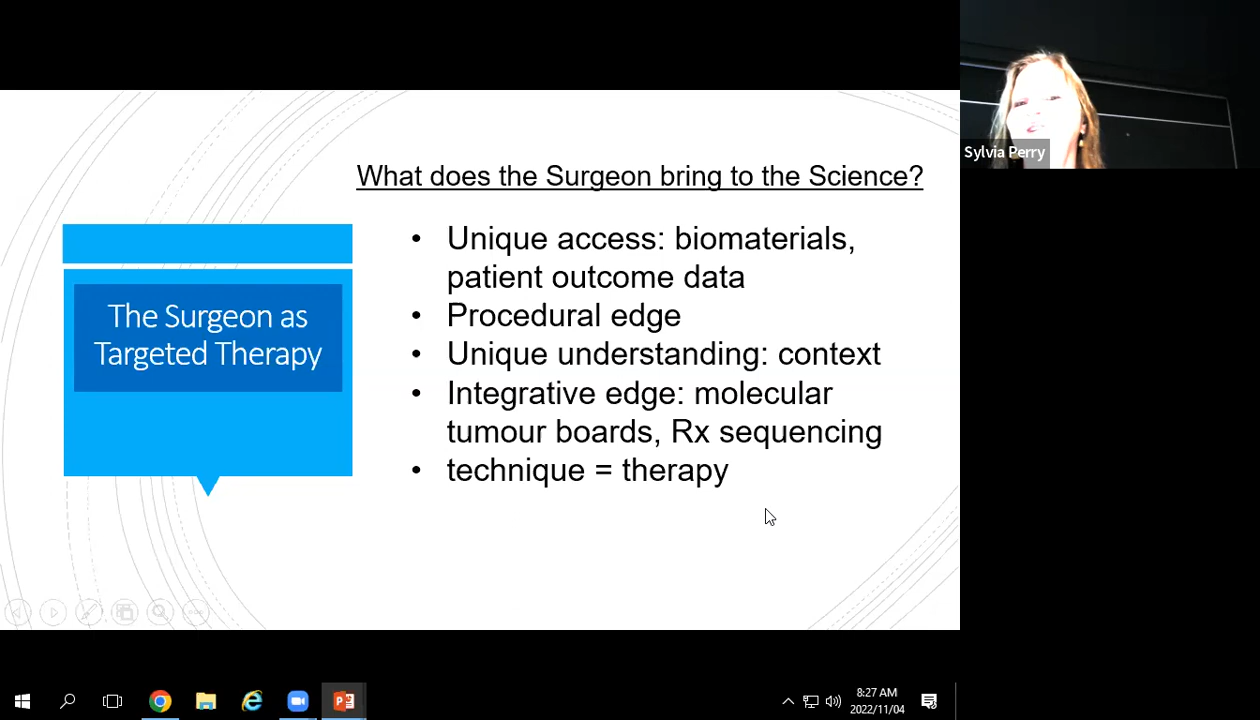 What does the Surgeon bring to the Science?
The Surgeon as
Targeted Therapy
• Unique access: biomaterials,
patient outcome data
• Procedural edge
• Unique understanding: context
• Integrative edge: molecular
tumour boards, Rx sequencing
• technique = therapy
Sylvia Perry
8:27 AM
2022/11/04